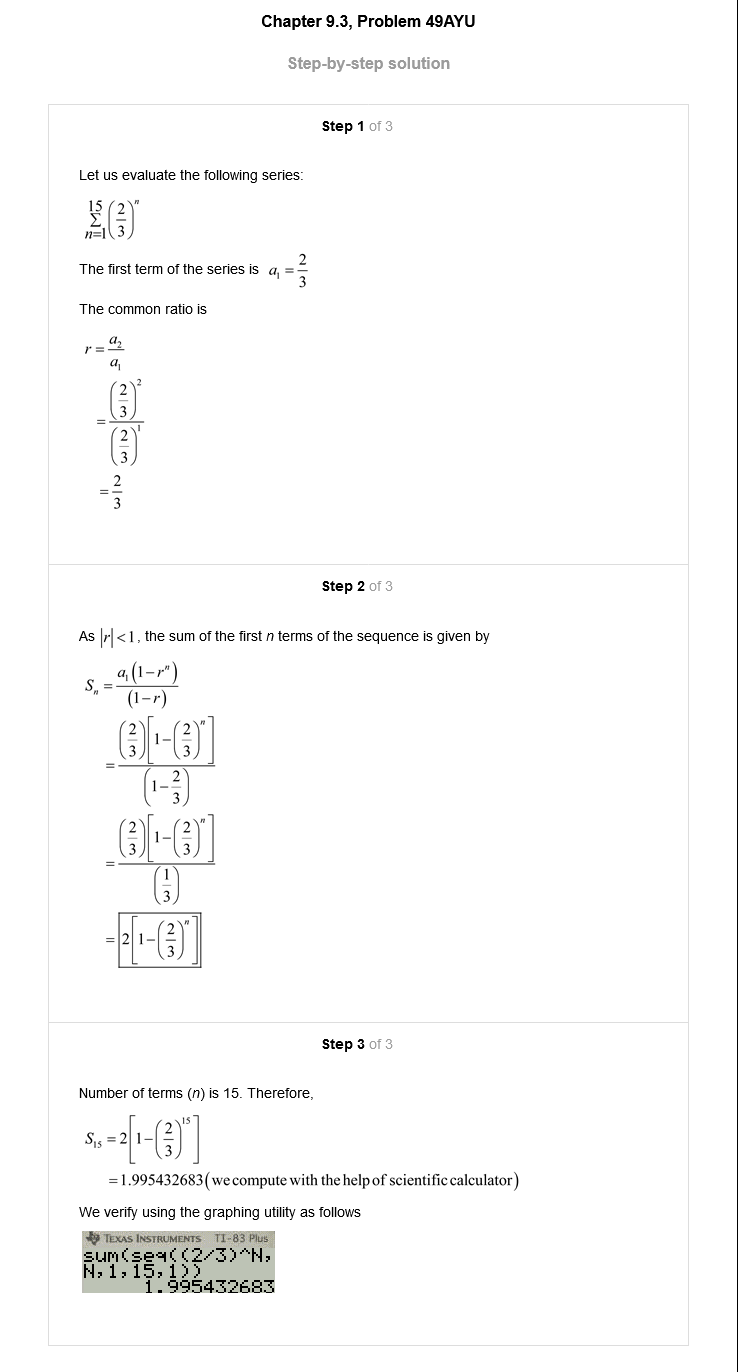 Chapter 9.3, Problem 49AYU
Step-by-step solution
Step 1 of 3
Let us evaluate the following series:
\sum_{n=1}^{15}\left(\frac{2}{3}\right)^n
The first term of the series is a_1 = \frac{2}{3}
The common ratio is
r = \frac{a_2}{a_1}
= \frac{\left(\frac{2}{3}\right)^2}{\left(\frac{2}{3}\right)^1}
= \frac{2}{3}
Step 2 of 3
As |r| < 1, the sum of the first n terms of the sequence is given by
S_n = \frac{a_1(1-r^n)}{(1-r)}
= \frac{\left(\frac{2}{3}\right)\left[1-\left(\frac{2}{3}\right)^n\right]}{\left(1-\frac{2}{3}\right)}
= \frac{\left(\frac{2}{3}\right)\left[1-\left(\frac{2}{3}\right)^n\right]}{\left(\frac{1}{3}\right)}
= 2\left[1-\left(\frac{2}{3}\right)^n\right]
Step 3 of 3
Number of terms (n) is 15. Therefore,
S_{15} = 2\left[1-\left(\frac{2}{3}\right)^{15}\right]
= 1.995432683 (we compute with the help of scientific calculator)
We verify using the graphing utility as follows
TEXAS INSTRUMENTS TI-83 Plus
sum(seq((2/3)^N,
N,1,15,1))
1.995432683